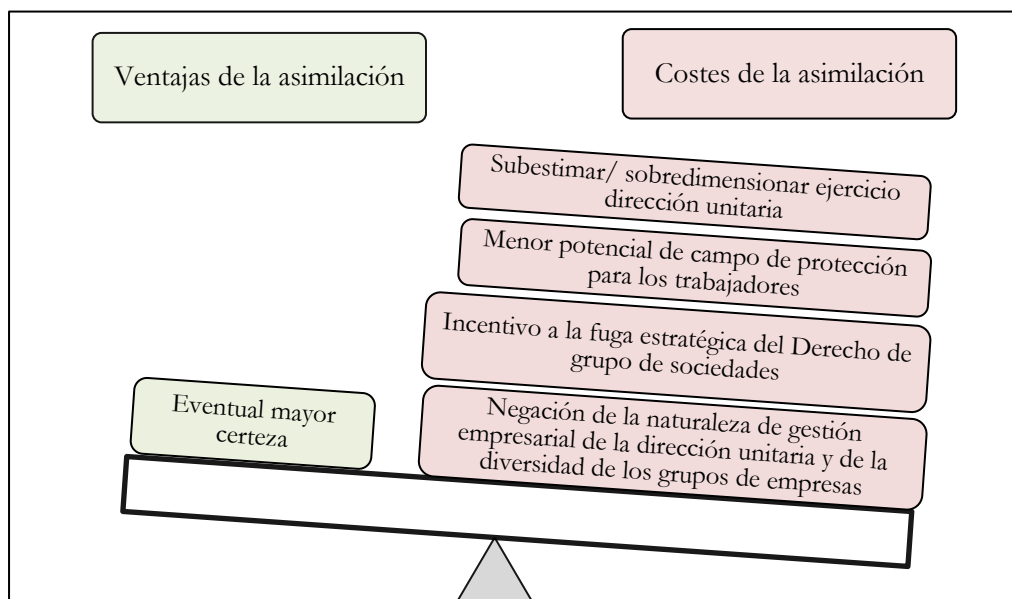 Ventajas de la asimilación
Costes de la asimilación
Subestimar/ sobredimensionar ejercicio
dirección unitaria
Menor potencial de campo de protección
para los trabajadores
Incentivo a la fuga estratégica del Derecho de
grupo de sociedades
Eventual mayor
certeza
Negación de la naturaleza de gestión
empresarial de la dirección unitaria y de la
diversidad de los grupos de empresas